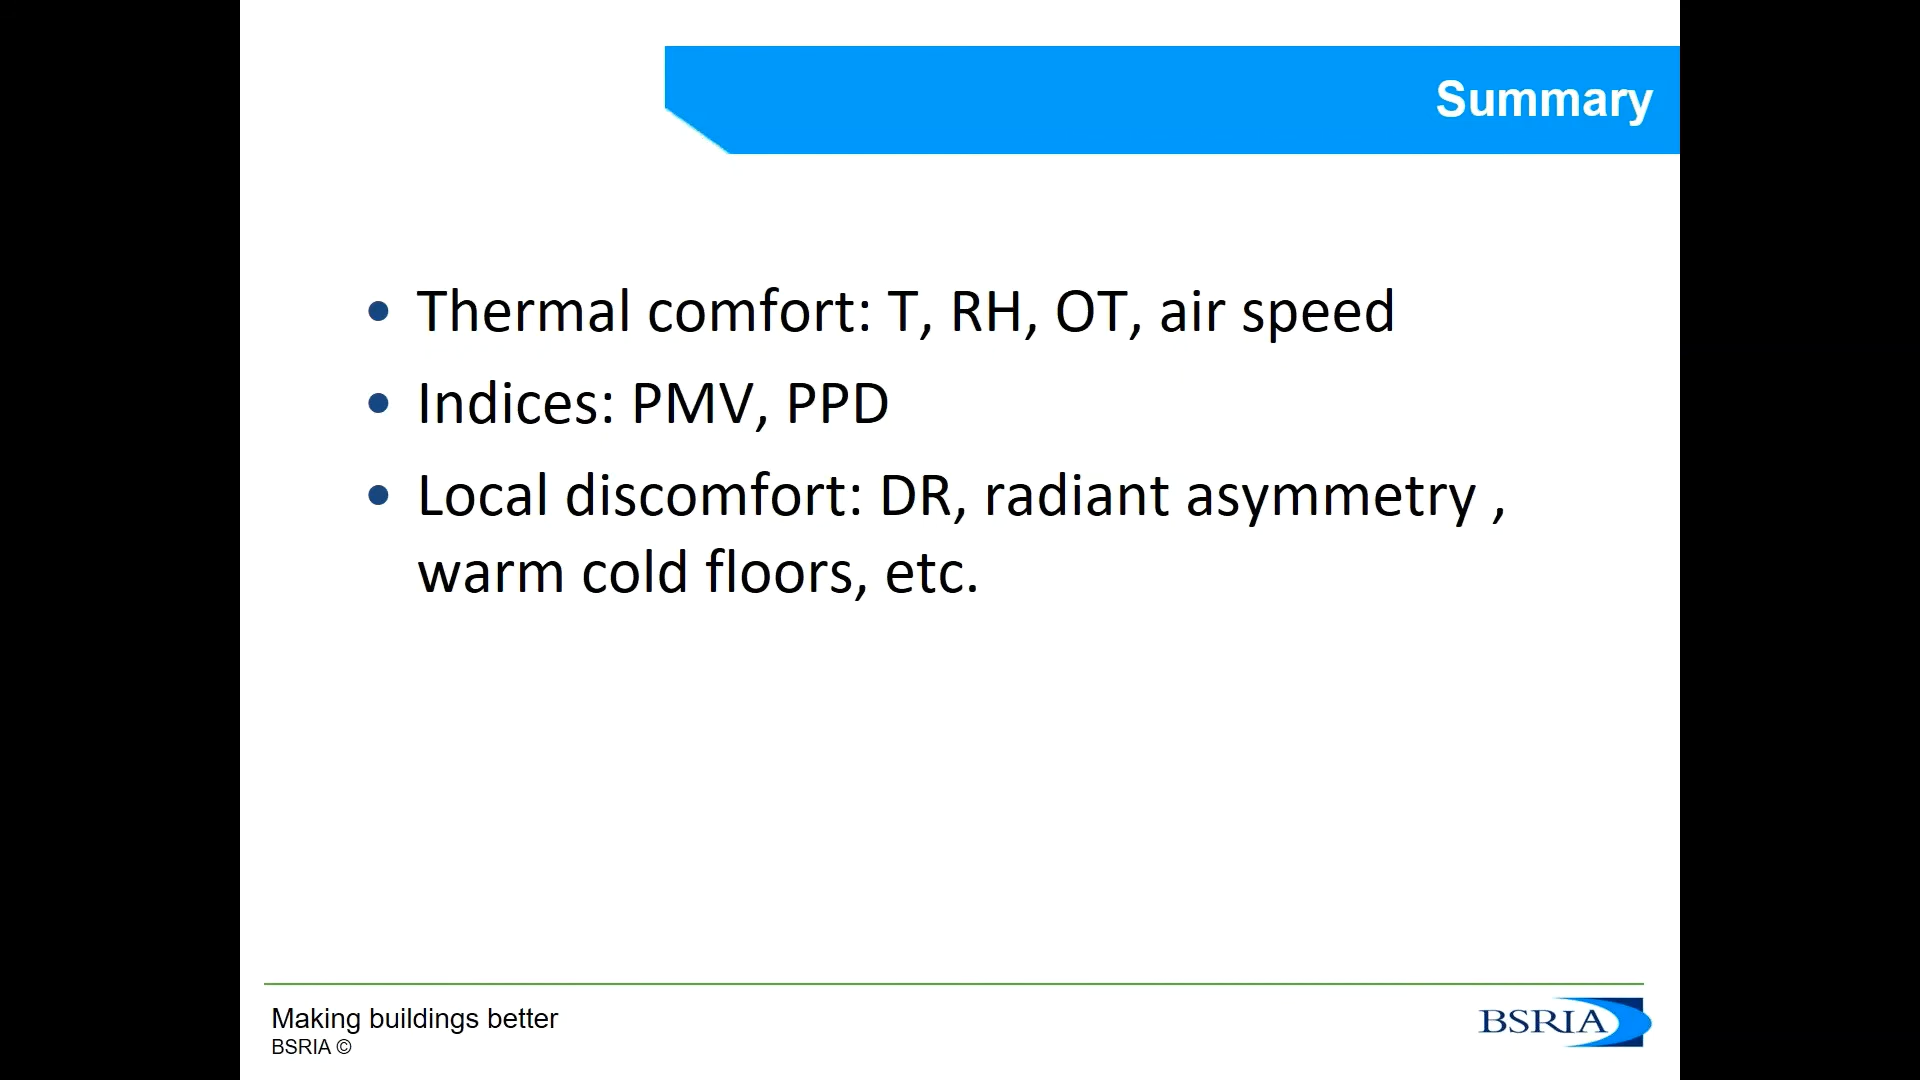 Summary
• Thermal comfort: T, RH, OT, air speed
• Indices: PMV, PPD
• Local discomfort: DR, radiant asymmetry ,
warm cold floors, etc.
Making buildings better
BSRIA ©
BSRIA